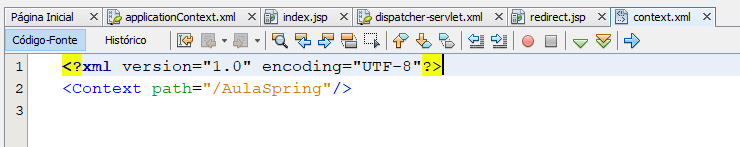 Página Inicial applicationContext.xml index.jsp dispatcher-servlet.xml redirect.jsp context.xml
Código-Fonte Histórico
1 <?xml version="1.0" encoding="UTF-8"?>
2 <Context path="/AulaSpring"/>
3